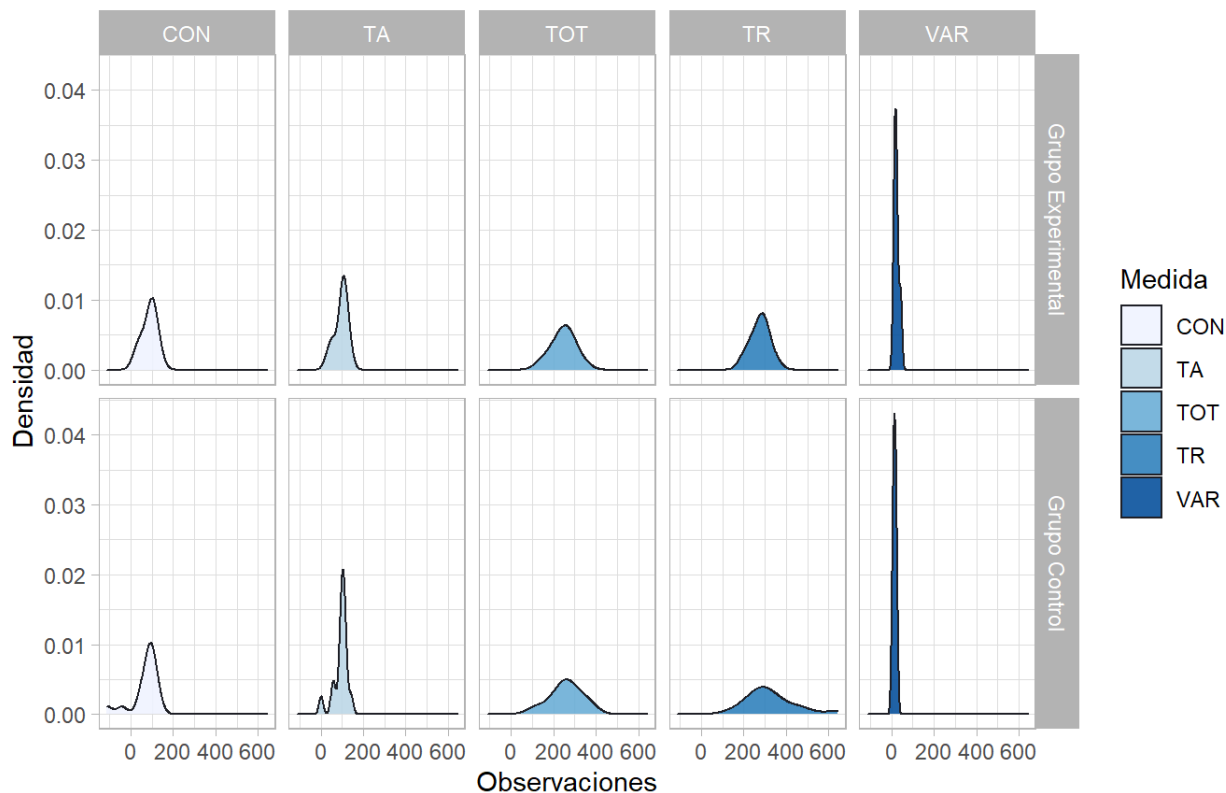 CON TA TOT TR VAR
0.04
0.03
0.02
0.01
0.00
Grupo Experimental
0.04
0.03
0.02
0.01
0.00
Grupo Control
0 200 400 600 0 200 400 600 0 200 400 600 0 200 400 600 0 200 400 600
Observaciones
Densidad
Medida
CON
TA
TOT
TR
VAR